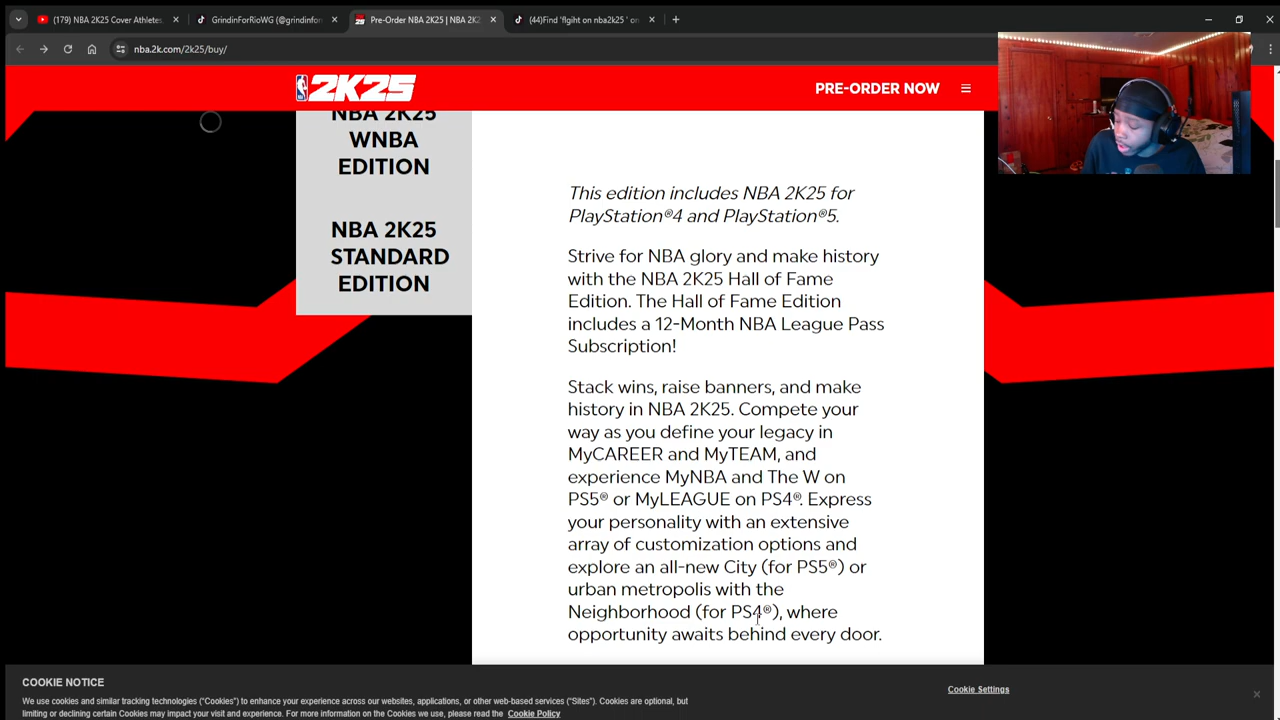 (179) NBA 2K25 Cover Athletes
GrindinForRioWG (@grindinfor
Pre-Order NBA 2K25 | NBA 2K2
(44)Find 'flgiht on nba2k25 ' on
nba.2k.com/2k25/buy/
NBA 2K25
PRE-ORDER NOW
NBA 2K25
WNBA
EDITION
NBA 2K25
STANDARD
EDITION
This edition includes NBA 2K25 for
PlayStation®4 and PlayStation®5.
Strive for NBA glory and make history
with the NBA 2K25 Hall of Fame
Edition. The Hall of Fame Edition
includes a 12-Month NBA League Pass
Subscription!
Stack wins, raise banners, and make
history in NBA 2K25. Compete your
way as you define your legacy in
MyCAREER and MyTEAM, and
experience MyNBA and The W on
PS5® or MyLEAGUE on PS4®. Express
your personality with an extensive
array of customization options and
explore an all-new City (for PS5®) or
urban metropolis with the
Neighborhood (for PS4®), where
opportunity awaits behind every door.
COOKIE NOTICE
We use cookies and similar tracking technologies ("Cookies") to enhance your experience across our websites, applications, or other web-based services ("Sites"). Cookies are optional, but
limiting or declining certain Cookies may impact your visit and experience. For more information on the Cookies we use, please read the Cookie Policy
Cookie Settings